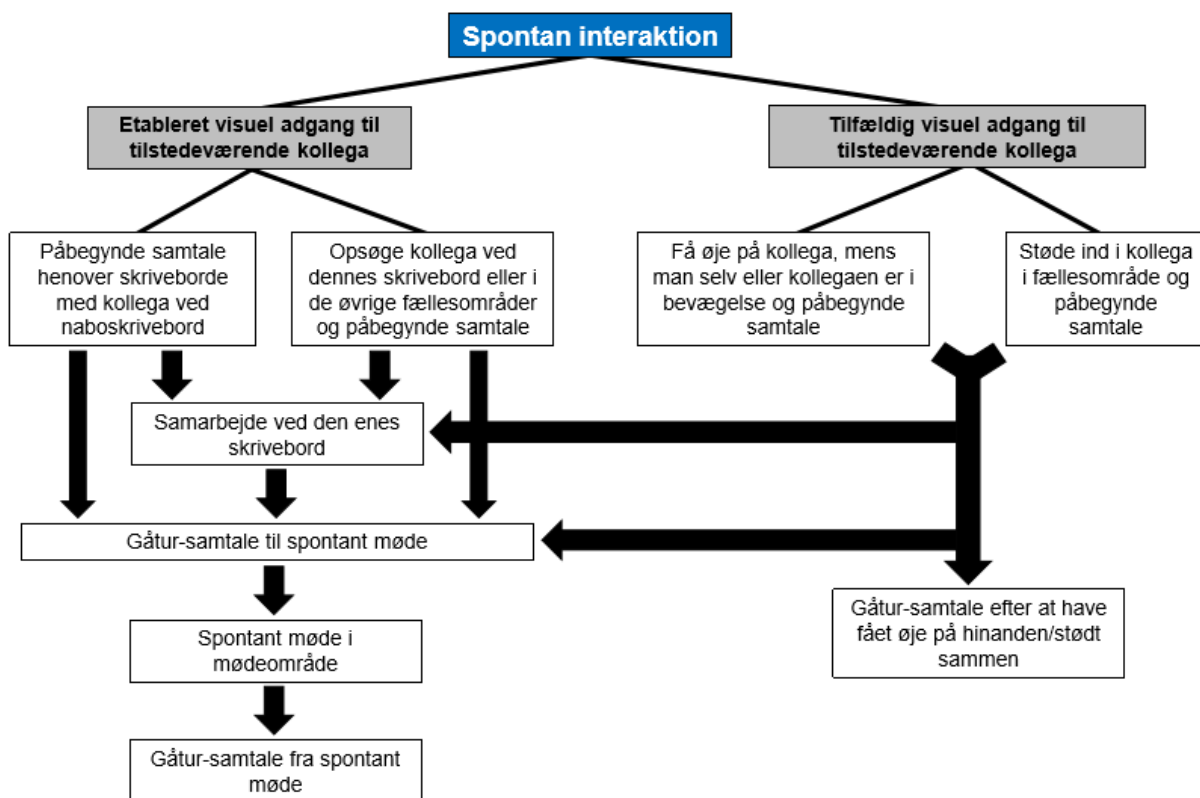 Spontan interaktion
Etableret visuel adgang til
tilstedeværende kollega
Tilfældig visuel adgang til
tilstedeværende kollega
Påbegynde samtale
henover skriveborde
med kollega ved
naboskrivebord
Opsøge kollega ved
dennes skrivebord eller i
de øvrige fællesområder
og påbegynde samtale
Få øje på kollega, mens
man selv eller kollegaen er i
bevægelse og påbegynde
samtale
Støde ind i kollega
i fællesområde og
påbegynde
samtale
Samarbejde ved den enes
skrivebord
Gåtur-samtale til spontant møde
Gåtur-samtale efter at have
fået øje på hinanden/stødt
sammen
Spontant møde i
mødeområde
Gåtur-samtale fra spontant
møde